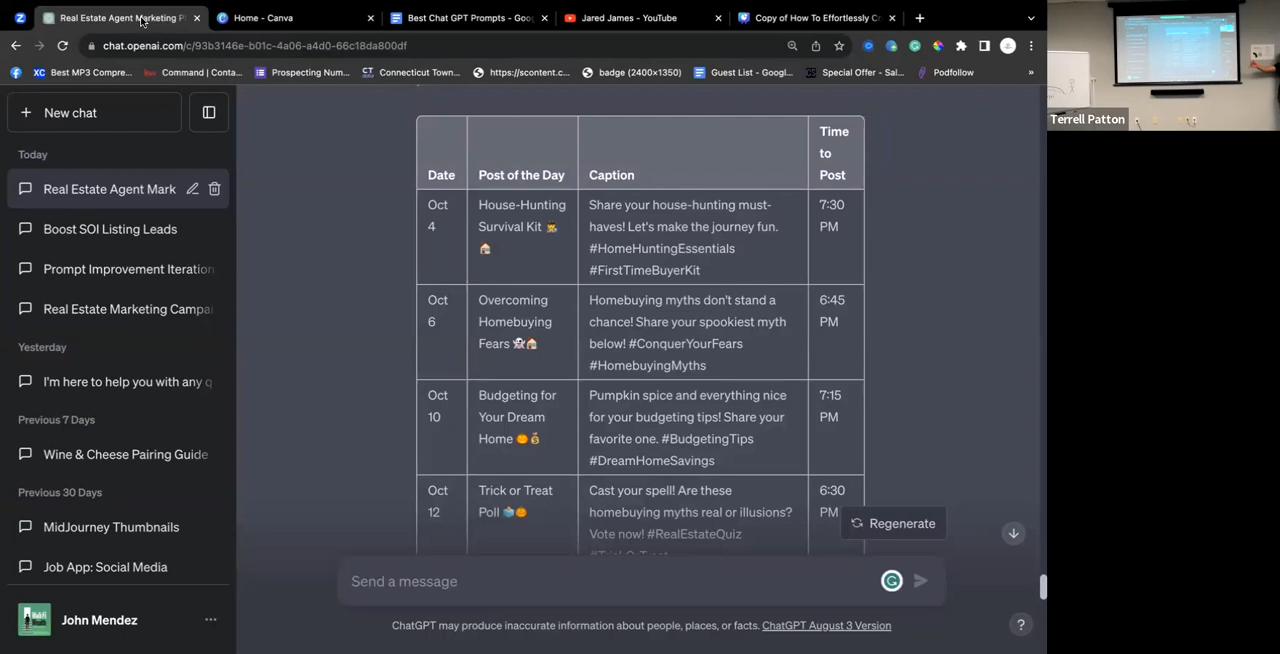 Real Estate Agent Marketing Pl
Home - Canva
Best Chat GPT Prompts - Goog
Jared James - YouTube
Copy of How To Effortlessly Cr
chat.openai.com/c/93b3146e-b01c-4a06-a4d0-66c18da800df
Best MP3 Compre...
Command | Conta...
Prospecting Num...
Connecticut Town...
https://scontent.c...
badge (2400×1350)
Guest List - Googl...
Special Offer - Sal...
Podfollow
»
New chat
Today
Real Estate Agent Mark
Boost SOI Listing Leads
Prompt Improvement Iteration
Real Estate Marketing Campai
Yesterday
I'm here to help you with any q
Previous 7 Days
Wine & Cheese Pairing Guide
Previous 30 Days
MidJourney Thumbnails
Job App: Social Media
John Mendez
Date
Post of the Day
Caption
Time
to
Post
Oct
4
House-Hunting
Survival Kit
Share your house-hunting must-
haves! Let's make the journey fun.
#HomeHuntingEssentials
#FirstTimeBuyerKit
7:30
PM
Oct
6
Overcoming
Homebuying
Fears
Homebuying myths don't stand a
chance! Share your spookiest myth
below! #ConquerYourFears
#HomebuyingMyths
6:45
PM
Oct
10
Budgeting for
Your Dream
Home
Pumpkin spice and everything nice
for your budgeting tips! Share your
favorite one. #BudgetingTips
#DreamHomeSavings
7:15
PM
Oct
12
Trick or Treat
Poll
Cast your spell! Are these
homebuying myths real or illusions?
Vote now! #RealEstateQuiz
#TrickOrTreat
6:30
PM
Regenerate
Send a message
ChatGPT may produce inaccurate information about people, places, or facts. ChatGPT August 3 Version
?
Terrell Patton